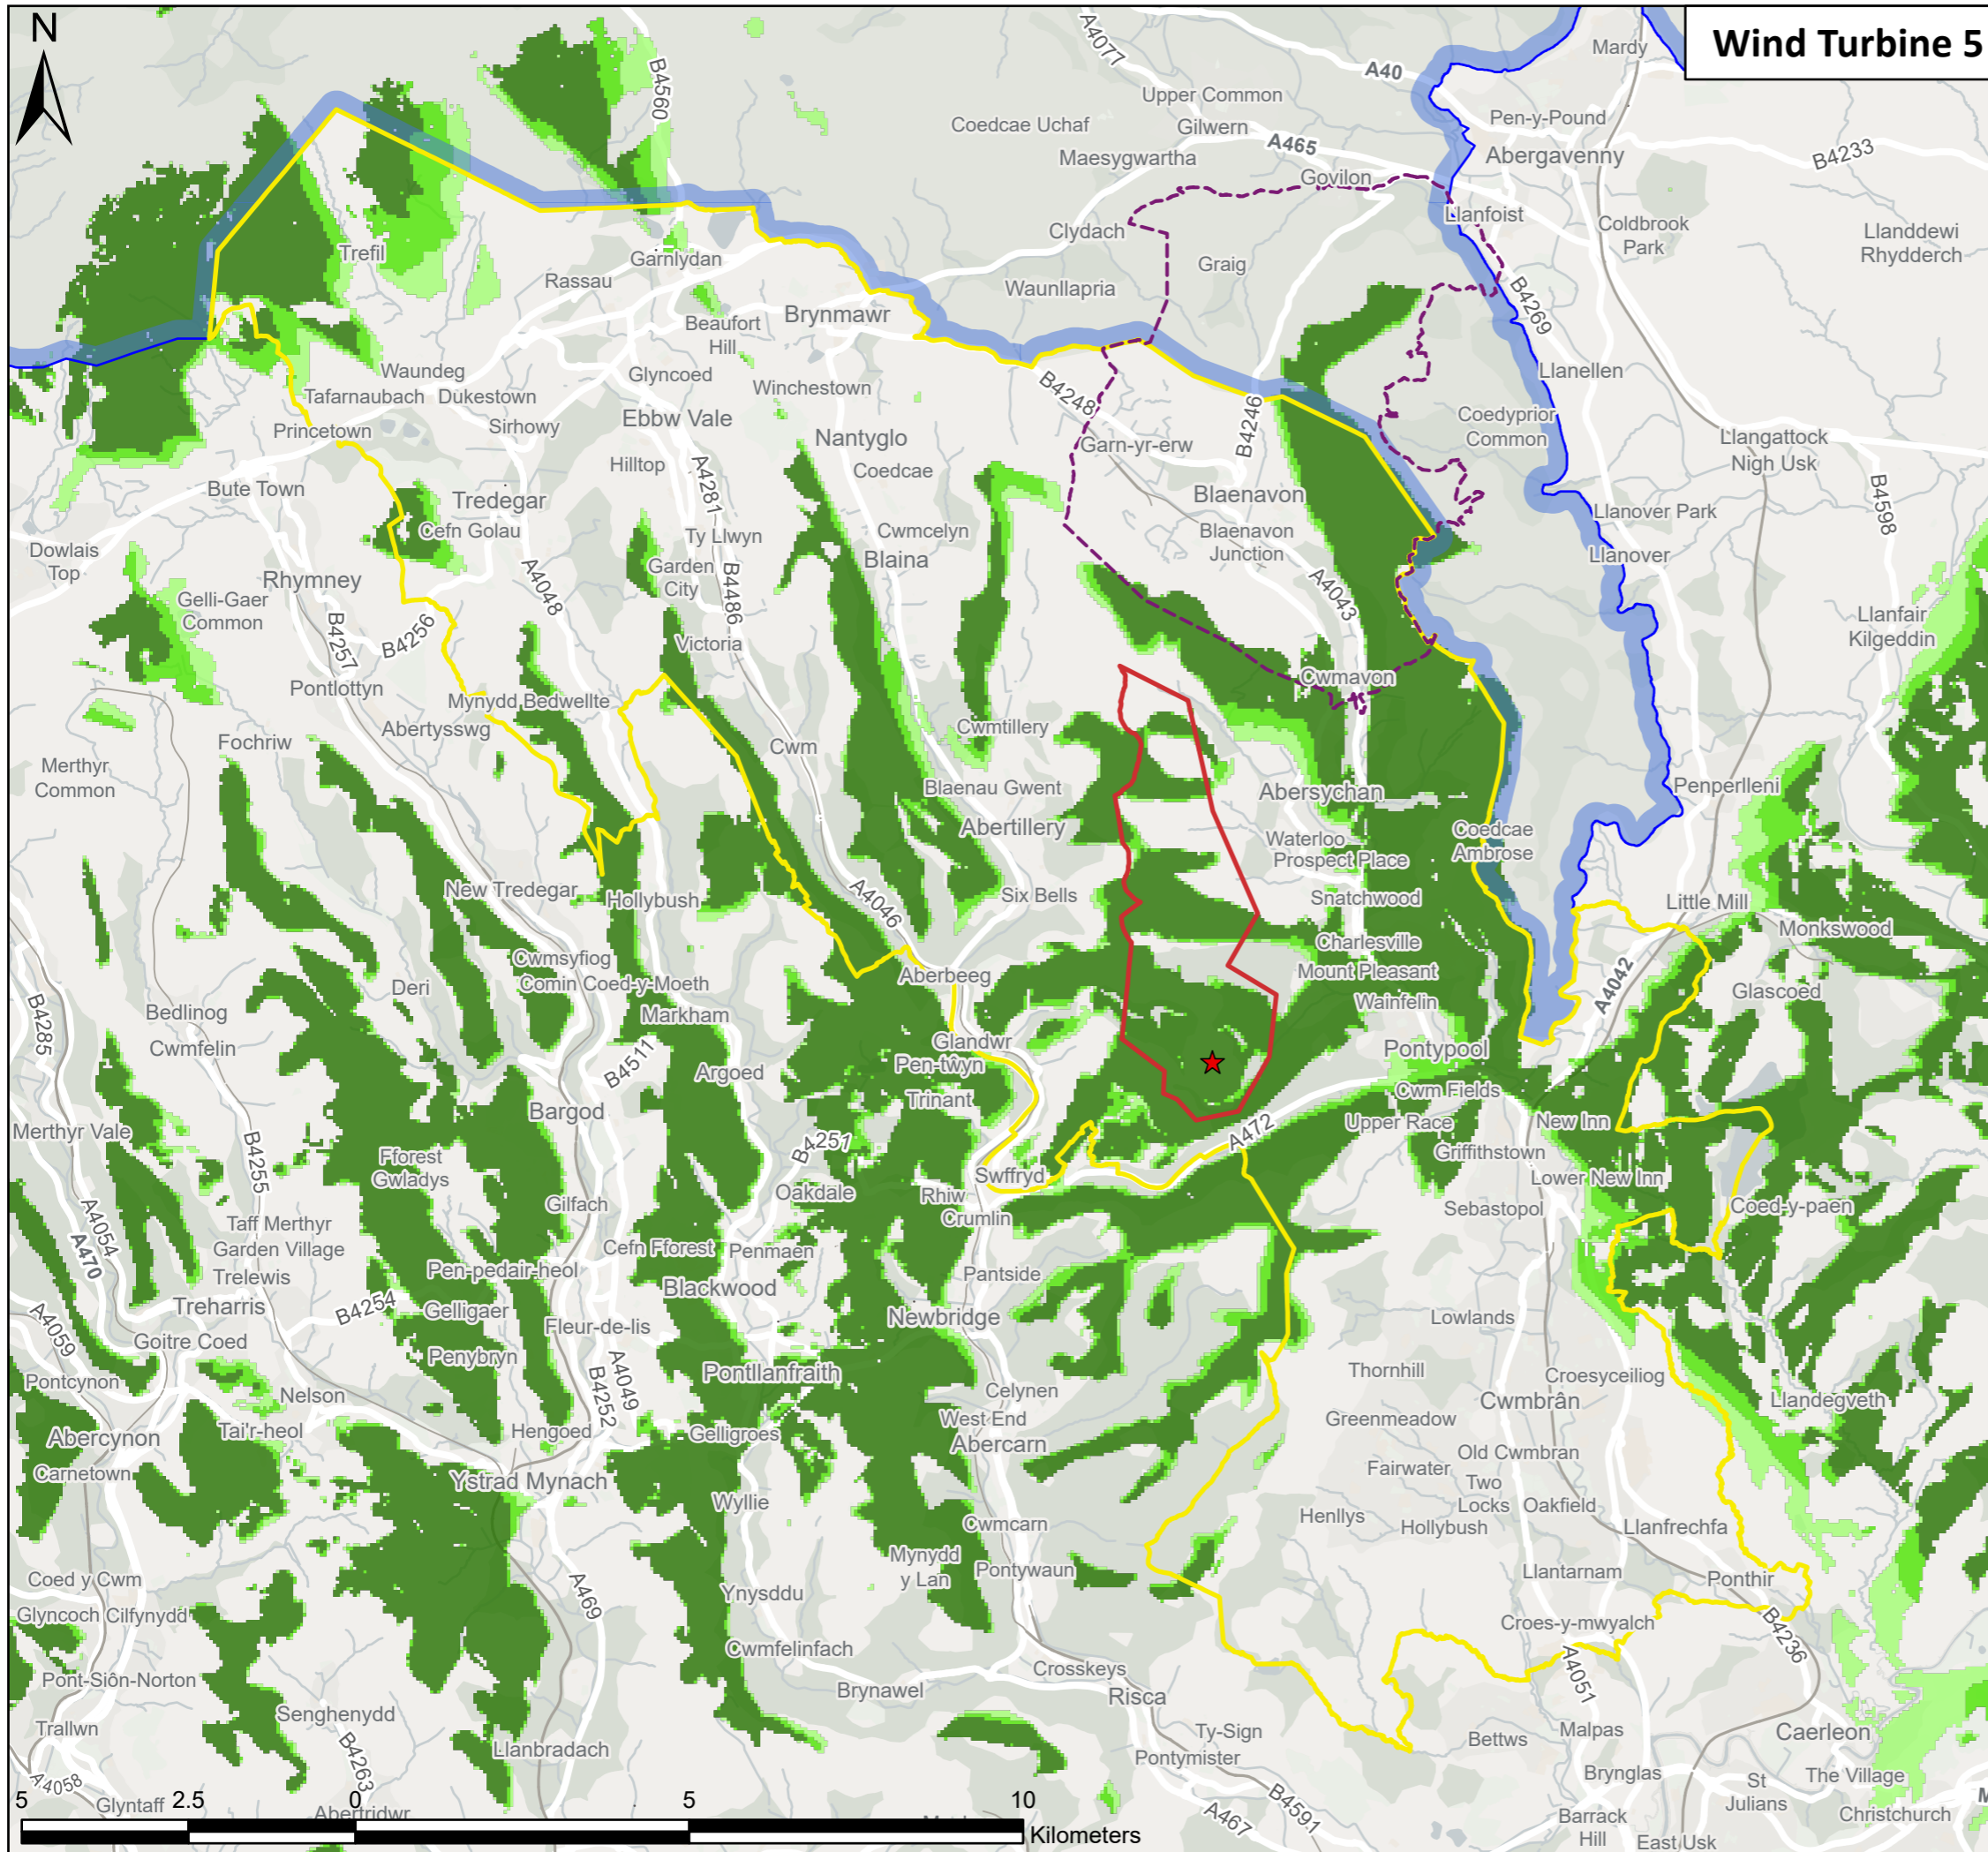 Wind Turbine 5
N
Mardy
A4077
A40
B4560
Upper Common
Pen-y-Pound
Coedcae Uchaf
Gilwern
A465
Abergavenny
B4233
Maesygwartha
Govilon
Llanfoist
Coldbrook
Park
Llanddewi
Rhydderch
Clydach
Trefil
Garnlydan
Graig
Rassau
Waunllapria
B4269
Beaufort
Hill
Brynmawr
Waundeg
Glyncoed
Llanellen
Tafarnaubach
Dukestown
Winchestown
B4248
Sirhowy
Ebbw Vale
B4246
Coedyprior
Common
Princetown
Nantyglo
Garn-yr-erw
Llangattock
Nigh Usk
Hilltop
A4281
Coedcae
Bute Town
Tredegar
Blaenavon
B4598
Cefn Golau
Ty Llwyn
Cwmcelyn
Blaenavon
Junction
Llanover Park
Dowlais
Top
Rhymney
A4048
Garden
City
Blaina
Llanover
Gelli-Gaer
Common
B4486
A4043
Llanfair
Kilgeddin
B4257
B4256
Victoria
Pontlottyn
Mynydd Bedwellte
Cwmavon
Abertysswg
Cwmtillery
Fochriw
Cwm
Merthyr
Common
Blaenau Gwent
Abersychan
Penperlleni
Abertillery
Waterloo
Coedcae
Ambrose
Prospect Place
New Tredegar
Hollybush
A4046
Six Bells
Snatchwood
Little Mill
Charlesville
Monkswood
Cwmsyfiog
Aberbeeg
Mount Pleasant
Comin Coed-y-Moeth
A4042
Deri
Wainfelin
Glascoed
B4285
Bedlinog
Markham
Cwmfelin
Glandwr
Pontypool
B4511
Argoed
Pen-tŵyn
Cwm Fields
Trinant
Bargod
New Inn
Merthyr Vale
A472
Upper Race
B4251
Griffithstown
B4255
Fforest
Gwladys
Swffryd
Lower New Inn
Oakdale
Rhiw
Gilfach
Coed-y-paen
A4054
Crumlin
Sebastopol
Taff Merthyr
Garden Village
A470
Cefn Fforest
Penmaen
Pen-pedair-heol
Pantside
Trelewis
Blackwood
Treharris
B4254
Gelligaer
Newbridge
Lowlands
A4059
Goitre Coed
Fleur-de-lis
Penybryn
Thornhill
Pontcynon
A4049
Pontllanfraith
Croesyceiliog
Nelson
B4252
Celynen
Cwmbrân
Llandegveth
West End
Greenmeadow
Abercynon
Tai'r-heol
Hengoed
Gelligroes
Abercarn
Old Cwmbran
Carnetown
Fairwater
Ystrad Mynach
Two
Locks
Oakfield
Wyllie
Henllys
Hollybush
Llanfrechfa
Cwmcarn
Mynydd
y Lan
Pontywaun
Llantarnam
Coed y Cwm
Ponthir
Ynysddu
A469
Glyncoch
Cilfynydd
Croes-y-mwyalch
B4236
Cwmfelinfach
Pont-Siôn-Norton
Crosskeys
A4051
Brynawel
Risca
Senghenydd
Trallwn
Ty-Sign
Malpas
Caerleon
B4263
Llanbradach
Bettws
Pontymister
Brynglas
The Village
A4058
St
Julians
Glyntaff
Abertridwr
B4591
Christchurch
A467
Barrack
Hill
East Usk
M
5 2.5 0 5 10
Kilometers